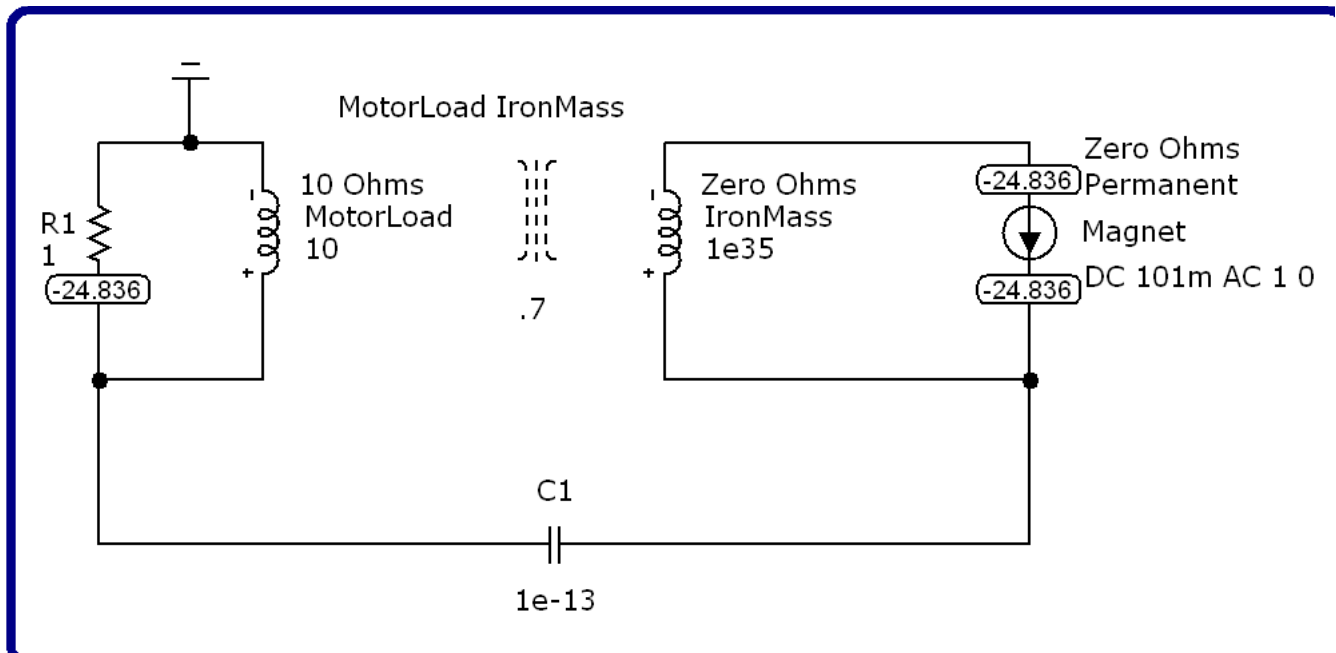 MotorLoad IronMass
10 Ohms
MotorLoad
10
R1
1
-24.836
.7
Zero Ohms
IronMass
1e35
Zero Ohms
-24.836
Permanent
Magnet
-24.836
DC 101m AC 1 0
C1
1e-13